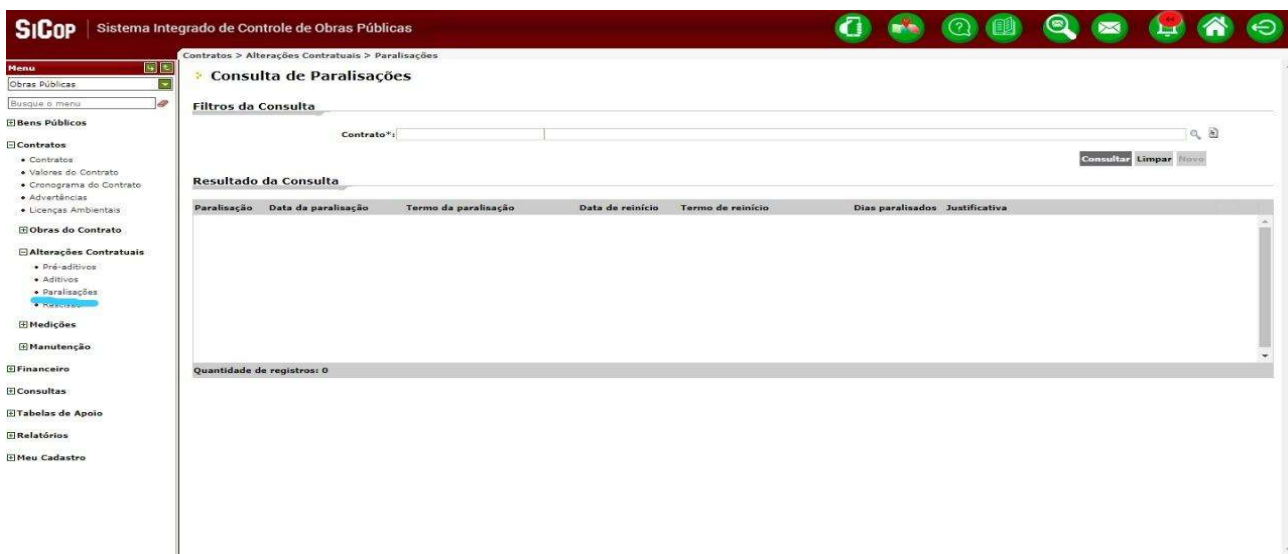 SiCOP Sistema Integrado de Controle de Obras Públicas
44
Contratos > Alterações Contratuais > Paralisações
Menu
Obras Públicas
Busque o menu
Bens Públicos
Contratos
• Contratos
• Valores do Contrato
• Cronograma do Contrato
• Advertências
• Licenças Ambientais
Obras do Contrato
Alterações Contratuais
• Pré-aditivos
• Aditivos
• Paralisações
Medições
Manutenção
Financeiro
Consultas
Tabelas de Apoio
Relatórios
Meu Cadastro
Consulta de Paralisações
Filtros da Consulta
Contrato*:
Consultar Limpar Novo
Resultado da Consulta
Paralisação Data da paralisação Termo da paralisação Data de reinício Termo de reinício Dias paralisados Justificativa
Quantidade de registros: 0